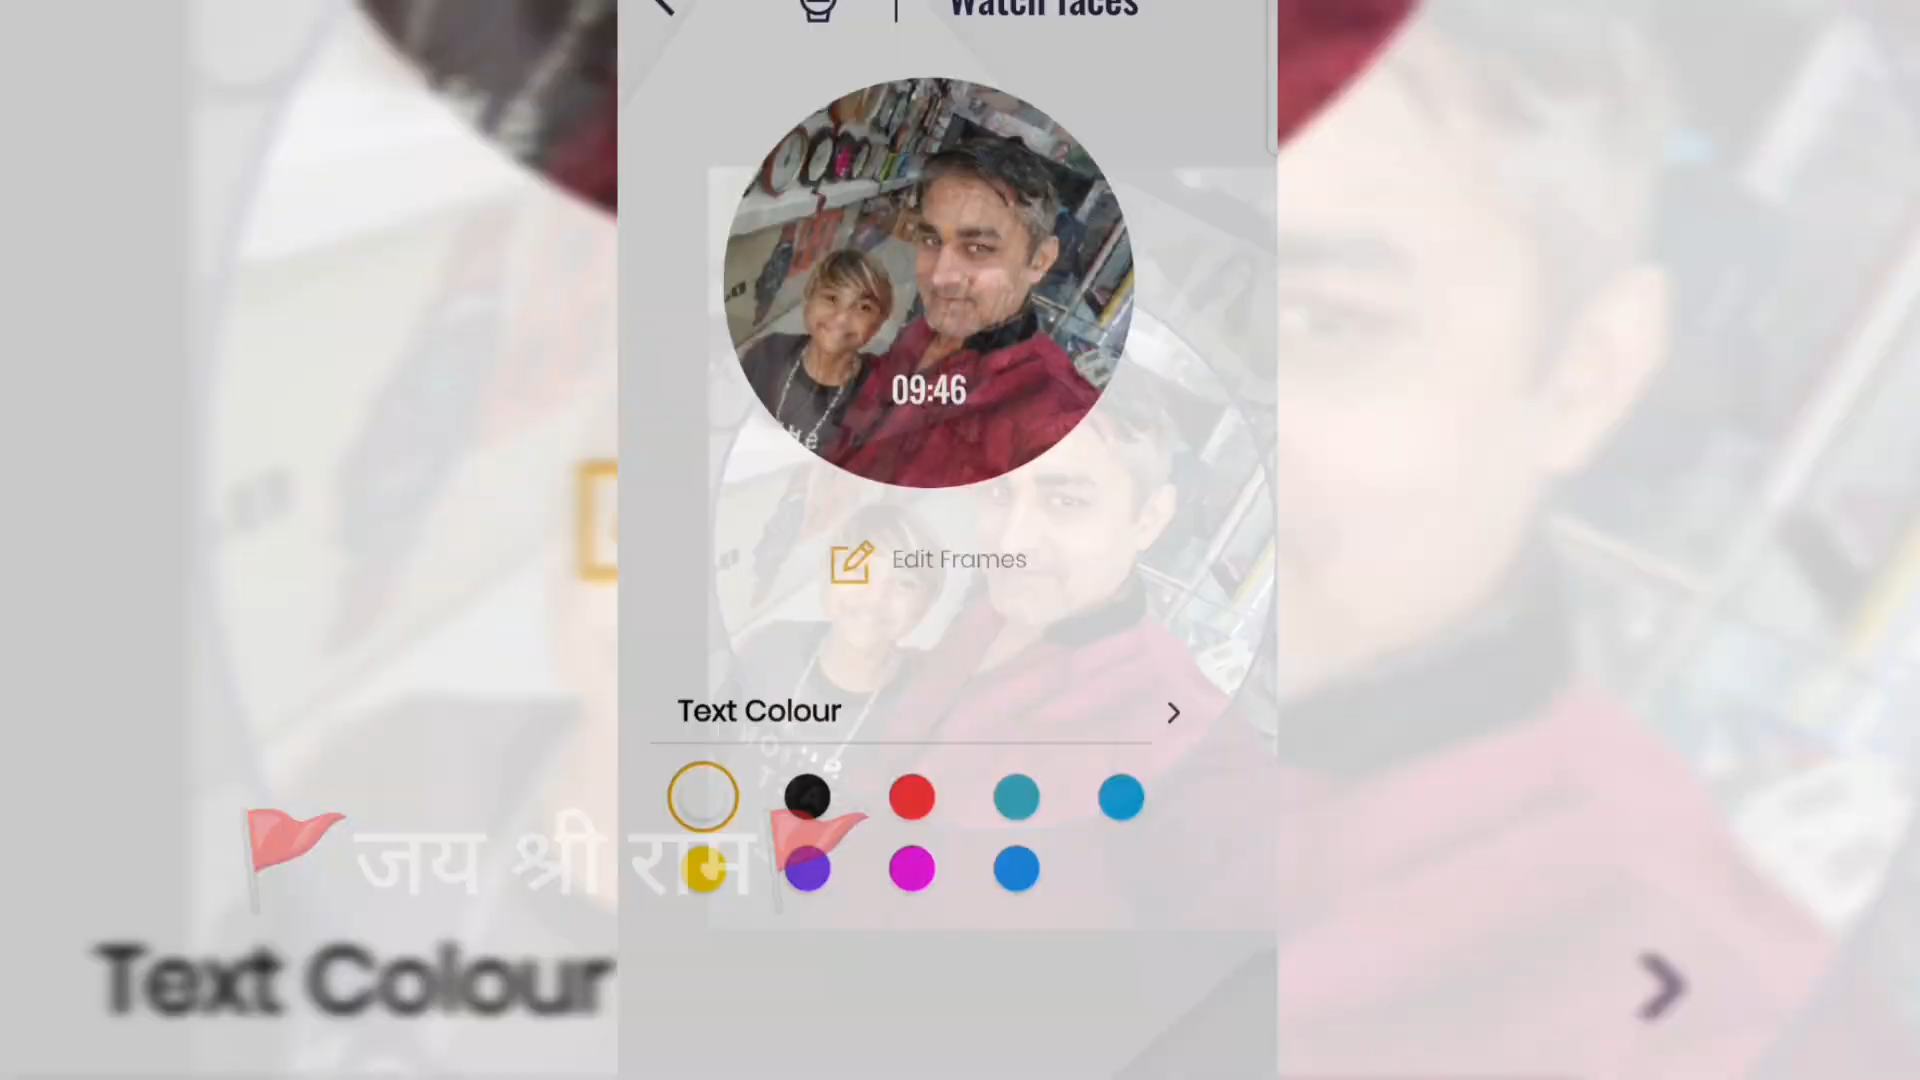 Watch faces
09:46
Edit Frames
Text Colour
जय श्री राम
Text Colour